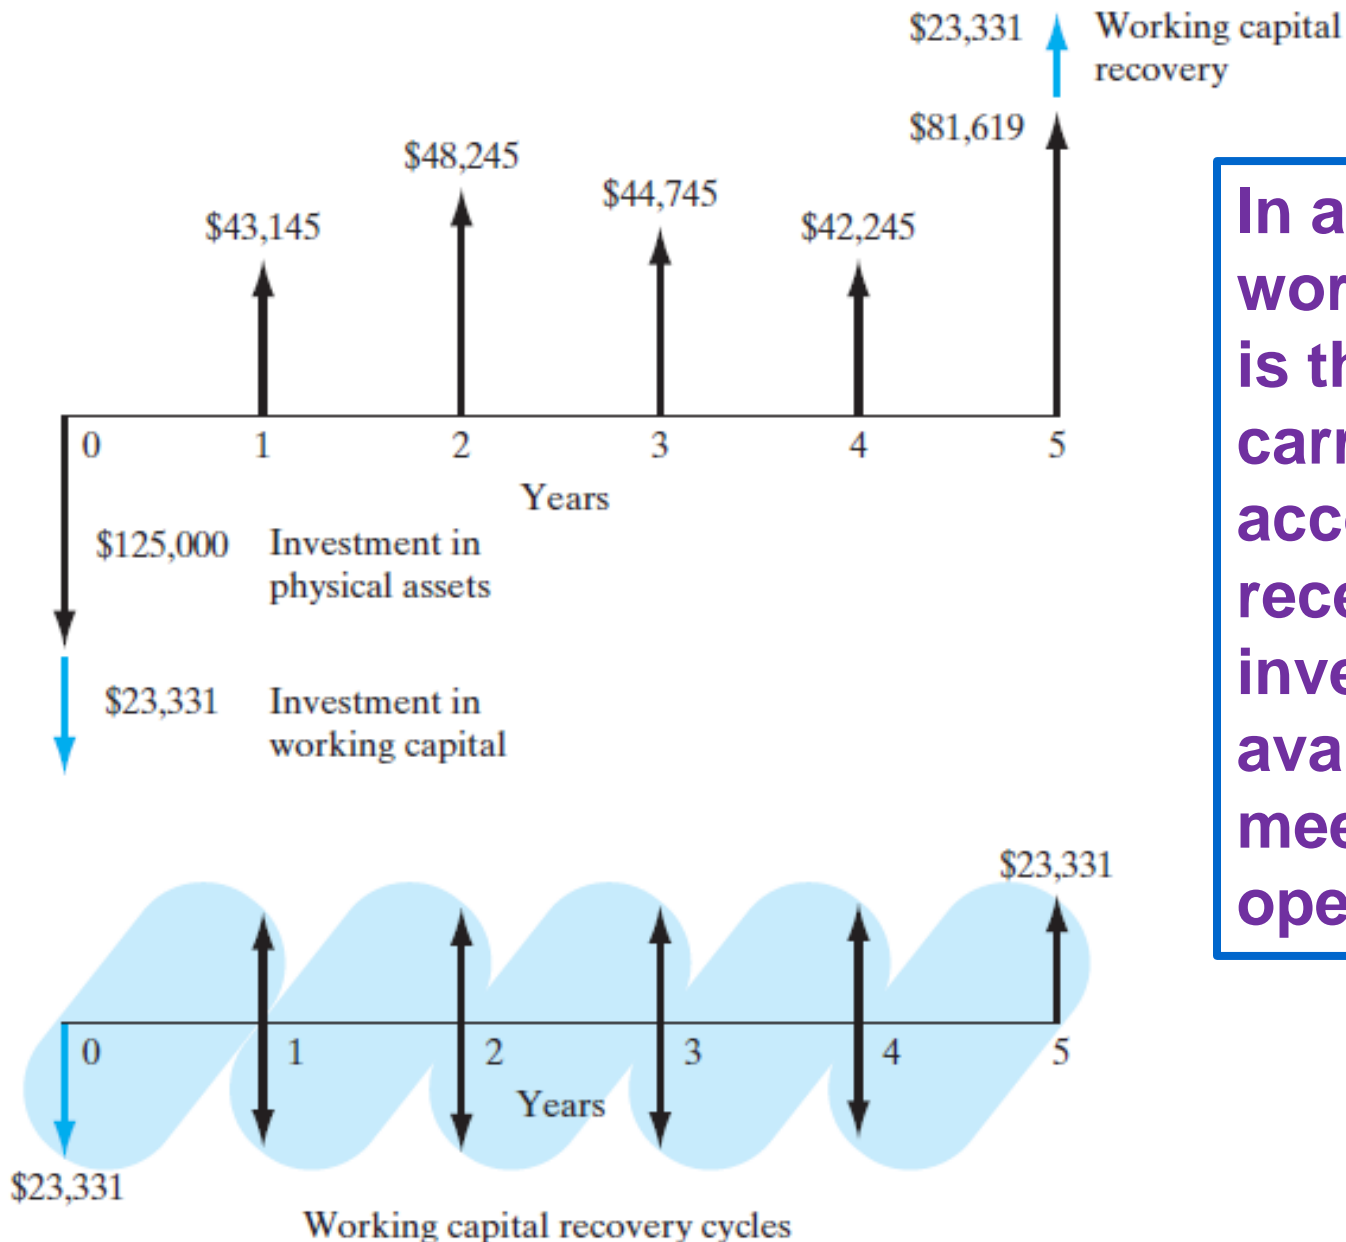 $23,331 Working capital
recovery
$81,619
$48,245
$44,745
$43,145
$42,245
0 1 2 3 4 5
Years
$125,000 Investment in
physical assets
$23,331 Investment in
working capital
$23,331
0 1 2 3 4 5
Years
$23,331
Working capital recovery cycles
In a
is